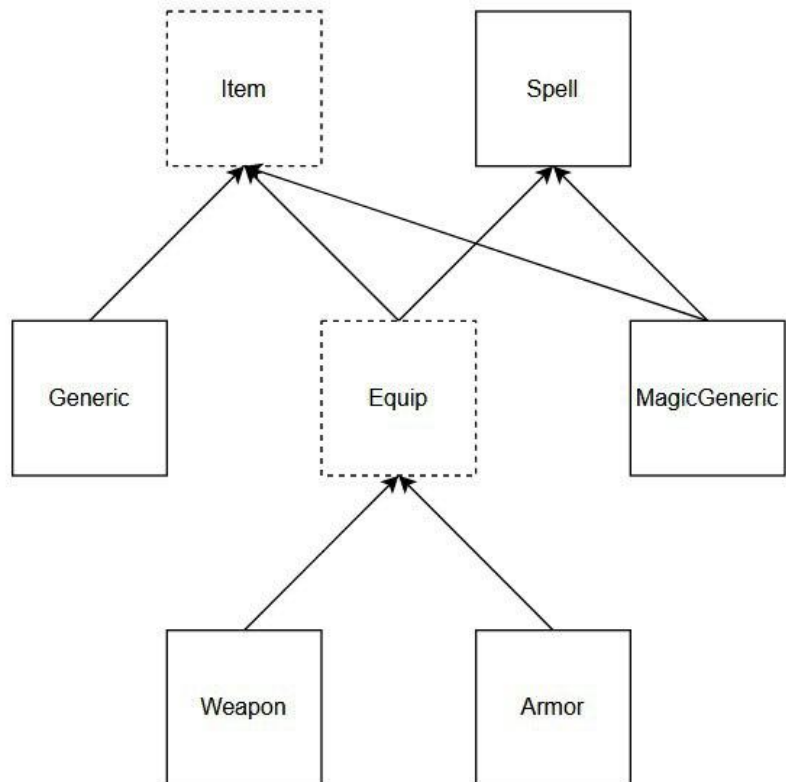 Item
Spell
Generic
Equip
MagicGeneric
Weapon
Armor